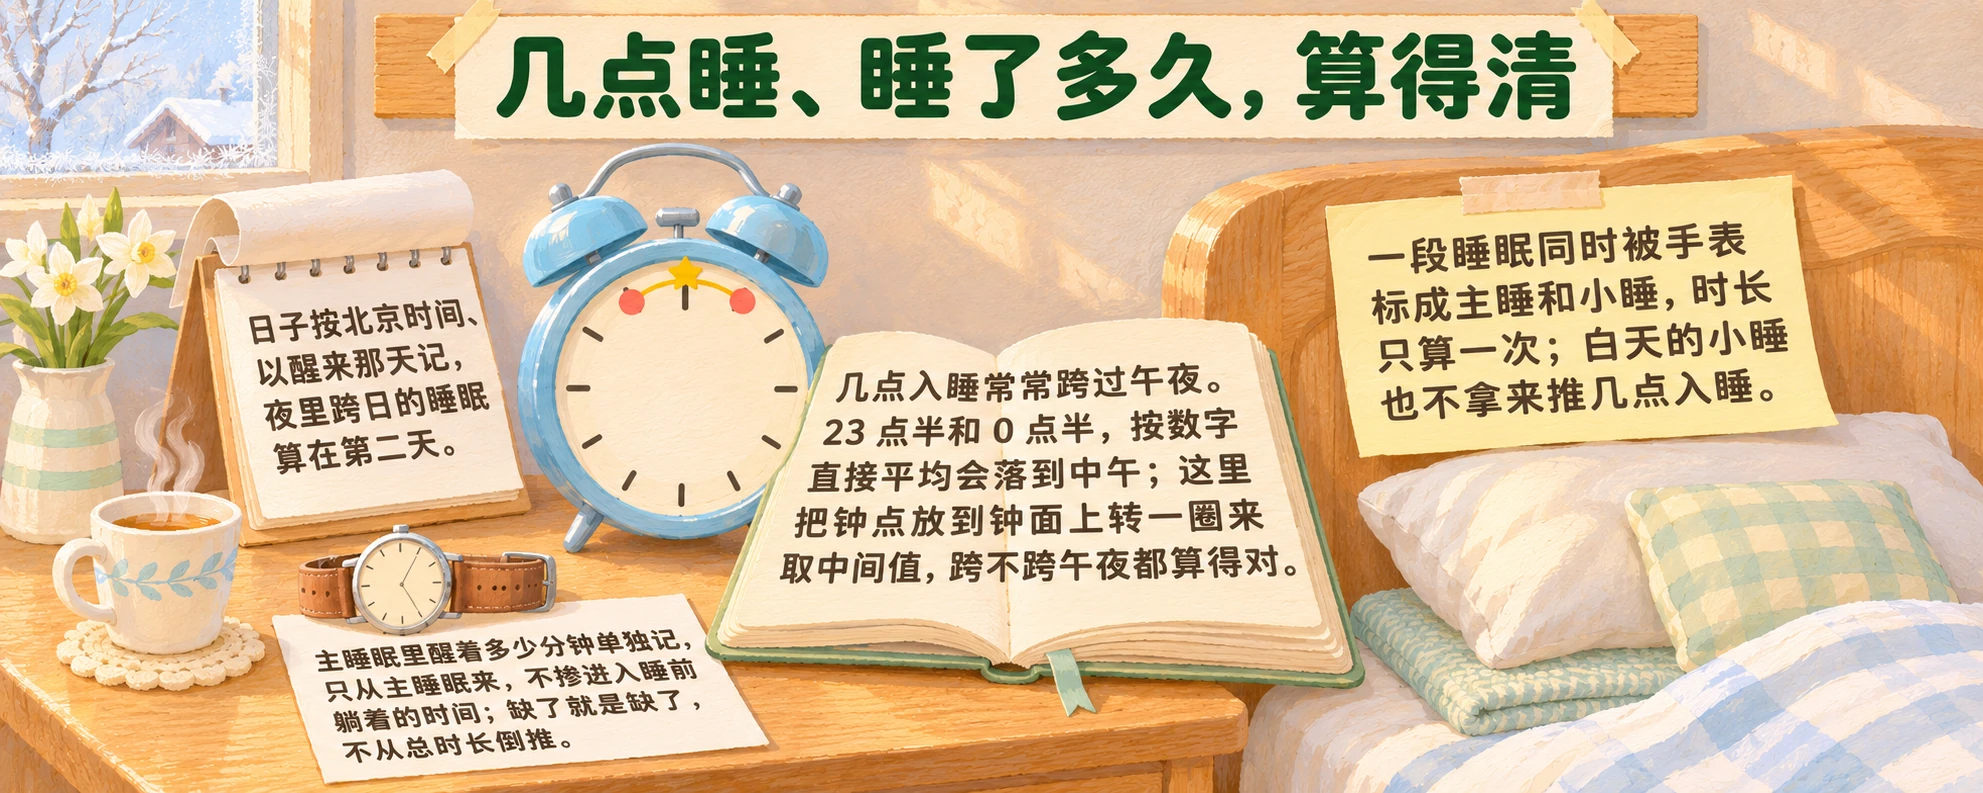 几点睡、睡了多久，算得清
日子按北京时间、
以醒来那天记，
夜里跨日的睡眠
算在第二天。
几点入睡常常跨过午夜。
23 点半和 0 点半，按数字
直接平均会落到中午；这里
把钟点放到钟面上转一圈来
取中间值，跨不跨午夜都算得对。
一段睡眠同时被手表
标成主睡和小睡，时长
只算一次；白天的小睡
也不拿来推几点入睡。
主睡眠里醒着多少分钟单独记，
只从主睡眠来，不掺进入睡前
躺着的时间；缺了就是缺了，
不从总时长倒推。